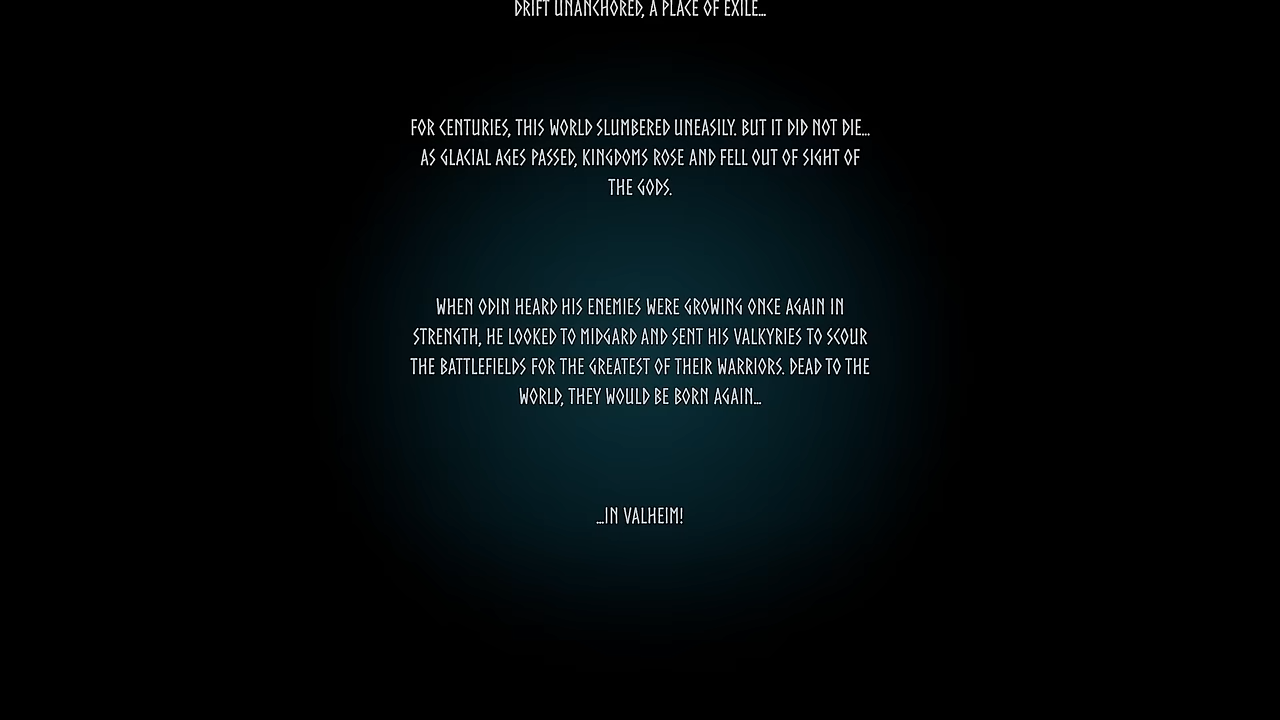 DRIFT UNANCHORED, A PLACE OF EXILE...
FOR CENTURIES, THIS WORLD SLUMBERED UNEASILY. BUT IT DID NOT DIE...
AS GLACIAL AGES PASSED, KINGDOMS ROSE AND FELL OUT OF SIGHT OF
THE GODS.
WHEN ODIN HEARD HIS ENEMIES WERE GROWING ONCE AGAIN IN
STRENGTH, HE LOOKED TO MIDGARD AND SENT HIS VALKYRIES TO SCOUR
THE BATTLEFIELDS FOR THE GREATEST OF THEIR WARRIORS. DEAD TO THE
WORLD, THEY WOULD BE BORN AGAIN...
...IN VALHEIM!